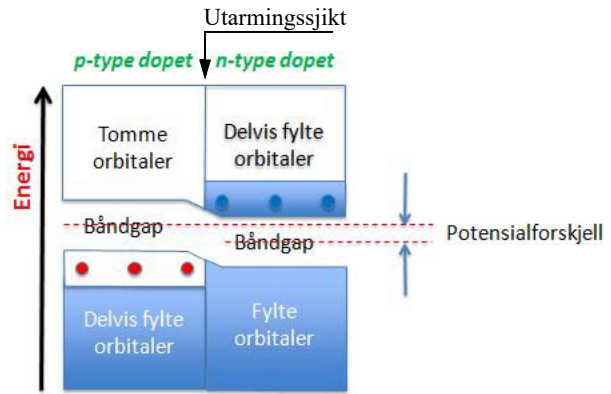 Utarmingssjikt
p-type dopet
n-type dopet
Energi
Tomme
orbitaler
Delvis fylte
orbitaler
Båndgap
Båndgap
Potensialforskjell
Delvis fylte
orbitaler
Fylte
orbitaler